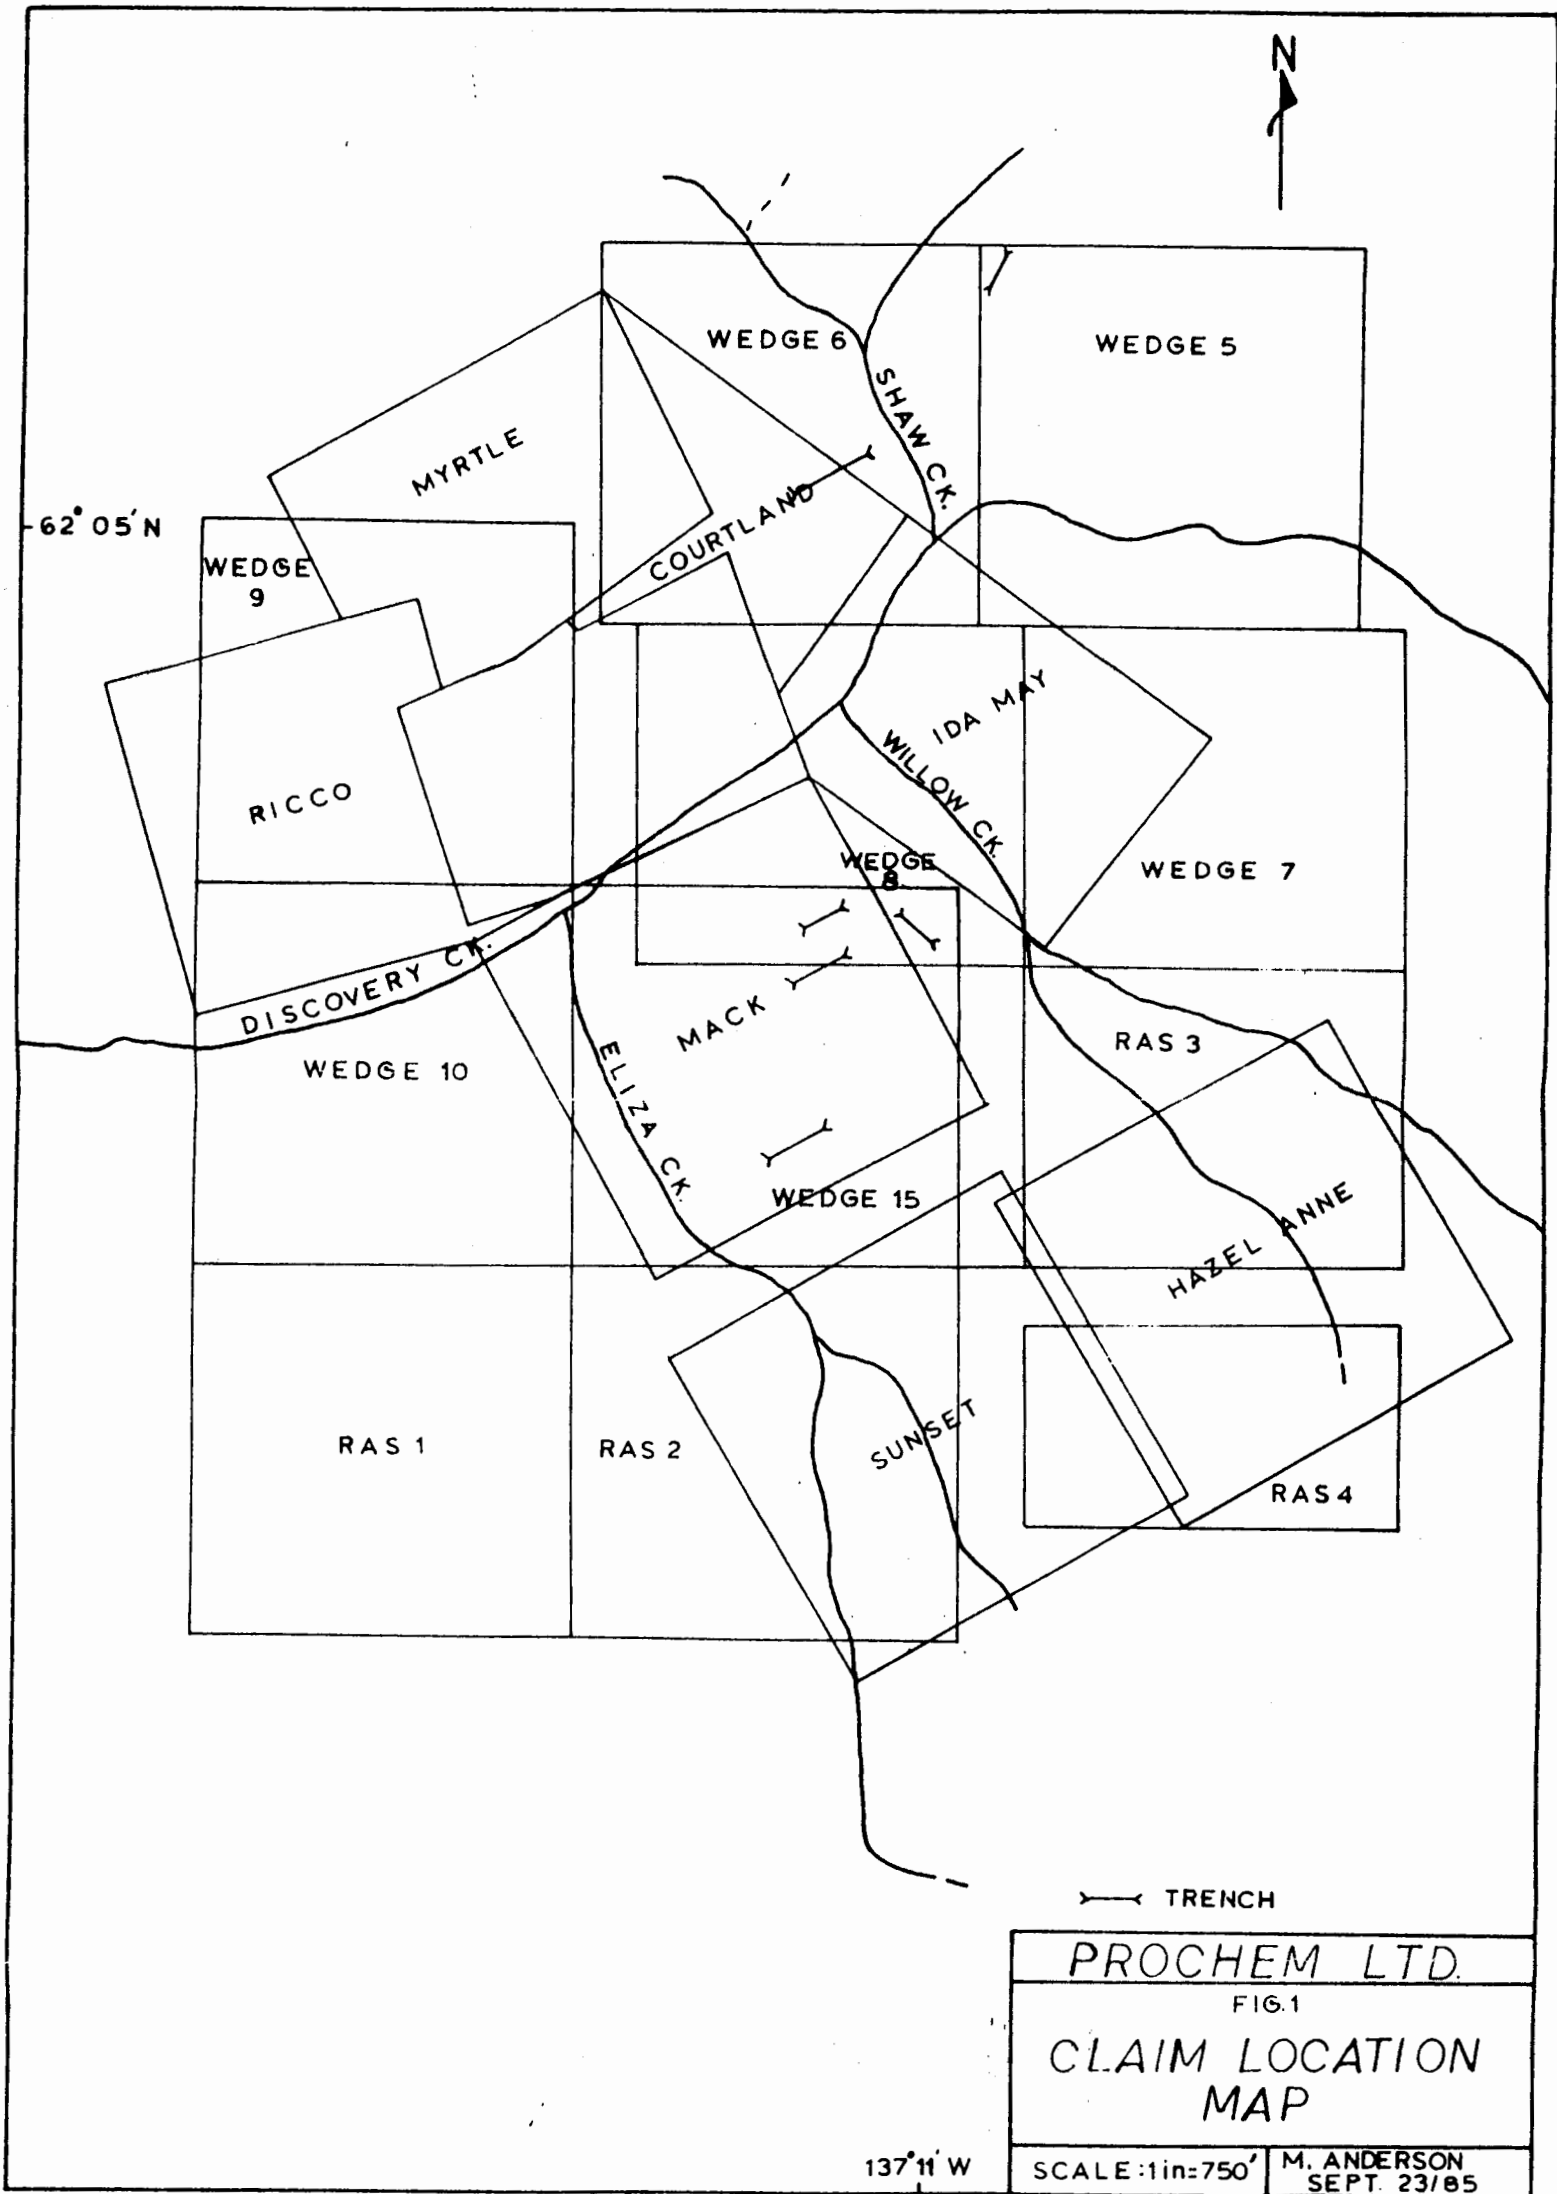 N
WEDGE 6
WEDGE 5
SHAW CK.
MYRTLE
COURTLAND
62° 05' N
WEDGE
9
IDA MAY
WILLOW CK.
RICCO
WEDGE
8
WEDGE 7
DISCOVERY CK.
MACK
RAS 3
WEDGE 10
ELIZA CK.
WEDGE 15
HAZEL ANNE
RAS 1
RAS 2
SUNSET
RAS 4
TRENCH
PROCHEM LTD.
FIG. 1
CLAIM LOCATION
MAP
137° 11' W
SCALE : 1 in = 750'
M. ANDERSON
SEPT. 23/85